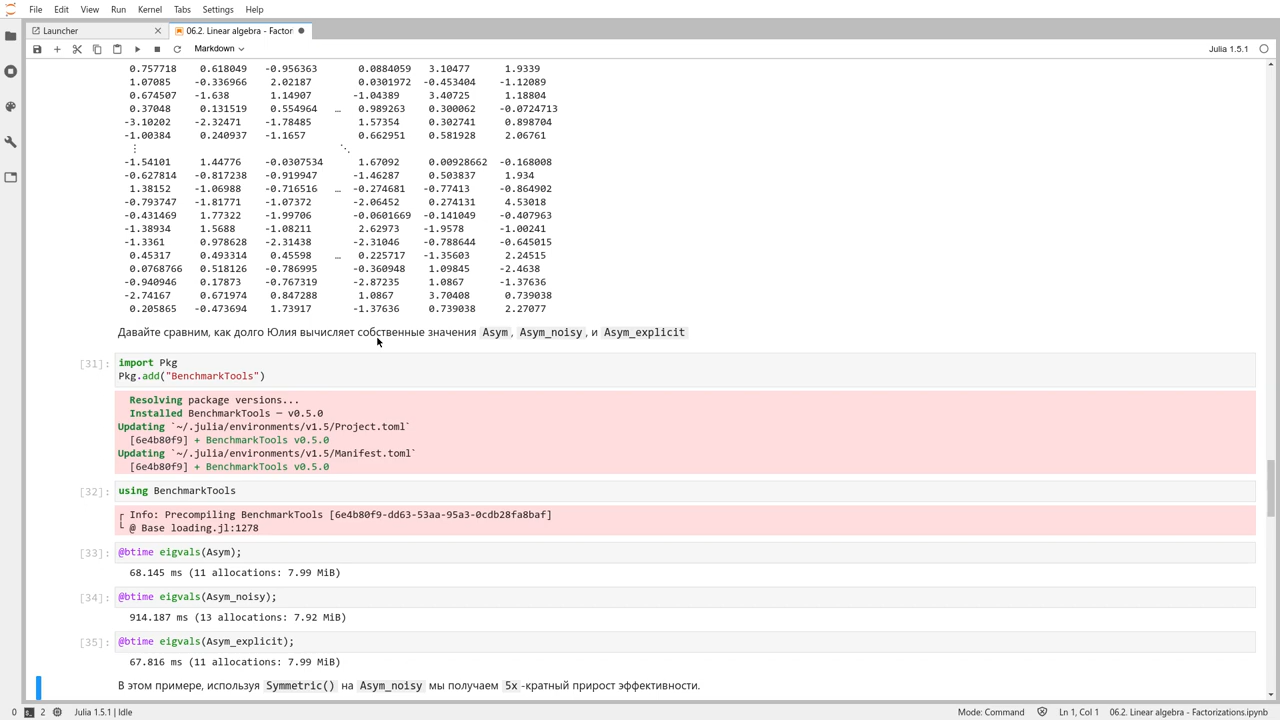 File Edit View Run Kernel Tabs Settings Help
Launcher 06.2. Linear algebra - Factor
Markdown Julia 1.5.1
0.757718 0.618049 -0.956363 0.0884059 3.10477 1.9339
1.07085 -0.336966 2.02187 0.0301972 -0.453404 -1.12089
0.674507 -1.638 1.14907 -1.04389 3.40725 1.18804
0.37048 0.131519 0.554964 … 0.989263 0.300062 -0.0724713
-3.10202 -2.32471 -1.78485 1.57354 0.302741 0.898704
-1.00384 0.240937 -1.1657 0.662951 0.581928 2.06761
⋮ ⋱
-1.54101 1.44776 -0.0307534 1.67092 0.00928662 -0.168008
-0.627814 -0.817238 -0.919947 -1.46287 0.503837 1.934
1.38152 -1.06988 -0.716516 … -0.274681 -0.77413 -0.864902
-0.793747 -1.81771 -1.07372 -2.06452 0.274131 4.53018
-0.431469 1.77322 -1.99706 -0.0601669 -0.141049 -0.407963
-1.38934 1.5688 -1.08211 2.62973 -1.9578 -1.00241
-1.3361 0.978628 -2.31438 -2.31046 -0.788644 -0.645015
0.45317 0.493314 0.45598 … 0.225717 -1.35603 2.24515
0.0768766 0.518126 -0.786995 -0.360948 1.09845 -2.4638
-0.940946 0.17873 -0.767319 -2.87235 1.0867 -1.37636
-2.74167 0.671974 0.847288 1.0867 3.70408 0.739038
0.205865 -0.473694 1.73917 -1.37636 0.739038 2.27077
Давайте сравним, как долго Юлия вычисляет собственные значения Asym, Asym_noisy, и Asym_explicit
[31]: import Pkg
Pkg.add("BenchmarkTools")
Resolving package versions...
Installed BenchmarkTools ─ v0.5.0
Updating `~/.julia/environments/v1.5/Project.toml`
[6e4b80f9] + BenchmarkTools v0.5.0
Updating `~/.julia/environments/v1.5/Manifest.toml`
[6e4b80f9] + BenchmarkTools v0.5.0
[32]: using BenchmarkTools
┌ Info: Precompiling BenchmarkTools [6e4b80f9-dd63-53aa-95a3-0cdb28fa8baf]
└ @ Base loading.jl:1278
[33]: @btime eigvals(Asym);
68.145 ms (11 allocations: 7.99 MiB)
[34]: @btime eigvals(Asym_noisy);
914.187 ms (13 allocations: 7.92 MiB)
[35]: @btime eigvals(Asym_explicit);
67.816 ms (11 allocations: 7.99 MiB)
В этом примере, используя Symmetric() на Asym_noisy мы получаем 5x-кратный прирост эффективности.
0 2 Julia 1.5.1 | Idle Mode: Command Ln 1, Col 1 06.2. Linear algebra - Factorizations.ipynb